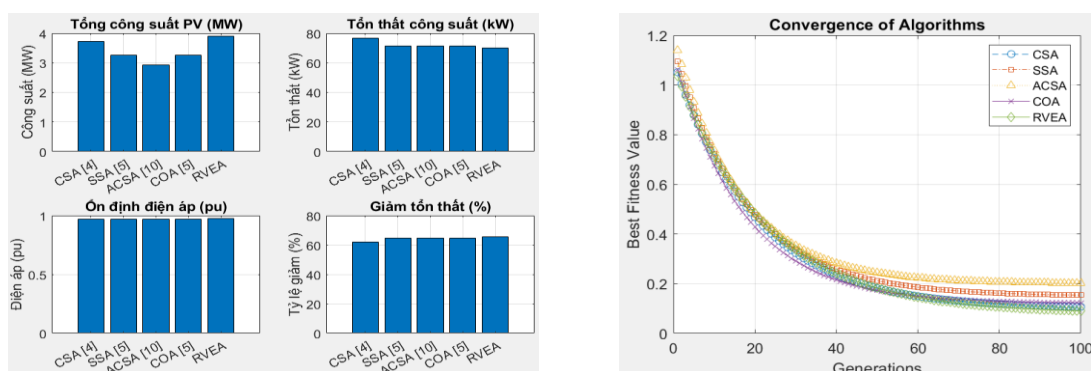 Tổng công suất PV (MW)
Công suất (MW)
4
3
2
1
0
CSA [4]
SSA [5]
ACSA [10]
COA [5]
RVEA
Tổn thất công suất (kW)
Tổn thất (kW)
80
60
40
20
0
CSA [4]
SSA [5]
ACSA [10]
COA [5]
RVEA
Ổn định điện áp (pu)
Điện áp (pu)
1
0.5
0
CSA [4]
SSA [5]
ACSA [10]
COA [5]
RVEA
Giảm tổn thất (%)
Tỷ lệ giảm (%)
80
60
40
20
0
CSA [4]
SSA [5]
ACSA [10]
COA [5]
RVEA
Convergence of Algorithms
Best Fitness Value
1.2
1
0.8
0.6
0.4
0.2
0
0
20
40
60
80
100
Generations
CSA
SSA
ACSA
COA
RVEA